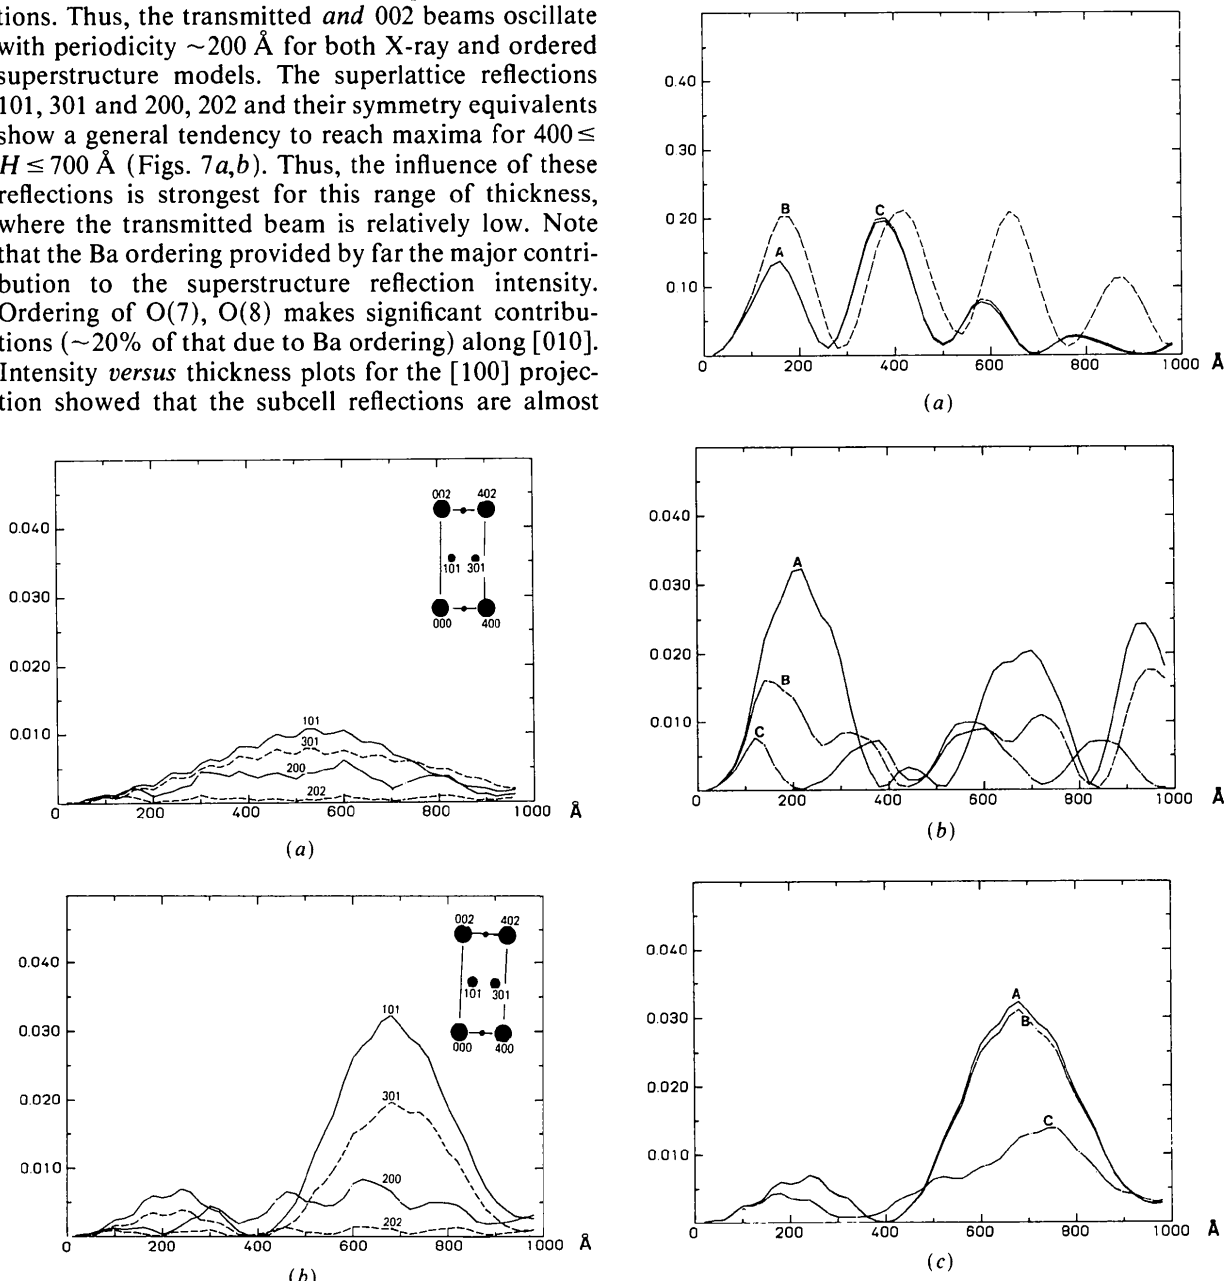 tions. Thus, the transmitted and 002 beams oscillate
with periodicity ~200 Å for both X-ray and ordered
superstructure models. The superlattice reflections
101, 301 and 200, 202 and their symmetry equivalents
show a general tendency to reach maxima for 400 ≤
H ≤ 700 Å (Figs. 7a,b). Thus, the influence of these
reflections is strongest for this range of thickness,
where the transmitted beam is relatively low. Note
that the Ba ordering provided by far the major contri-
bution to the superstructure reflection intensity.
Ordering of O(7), O(8) makes significant contribu-
tions (~20% of that due to Ba ordering) along [010].
Intensity versus thickness plots for the [100] projec-
tion showed that the subcell reflections are almost
0.040
0.030
0.020
0.010
002 402
101 301
000 400
101
301
200
202
200 400 600 800 1000 Å
(a)
0.040
0.030
0.020
0.010
002 402
101 301
000 400
101
301
200
202
0 200 400 600 800 1000 Å
(b)
0.40
0 30
0 20
0 10
B
C
A
0 200 400 600 800 1000 Å
(a)
0.040
0.030
0.020
0.010
A
B
C
0 200 400 600 800 1000 Å
(b)
0.040
0.030
0.020
0.010
A
B
C
0 200 400 600 800 1000 Å
(c)